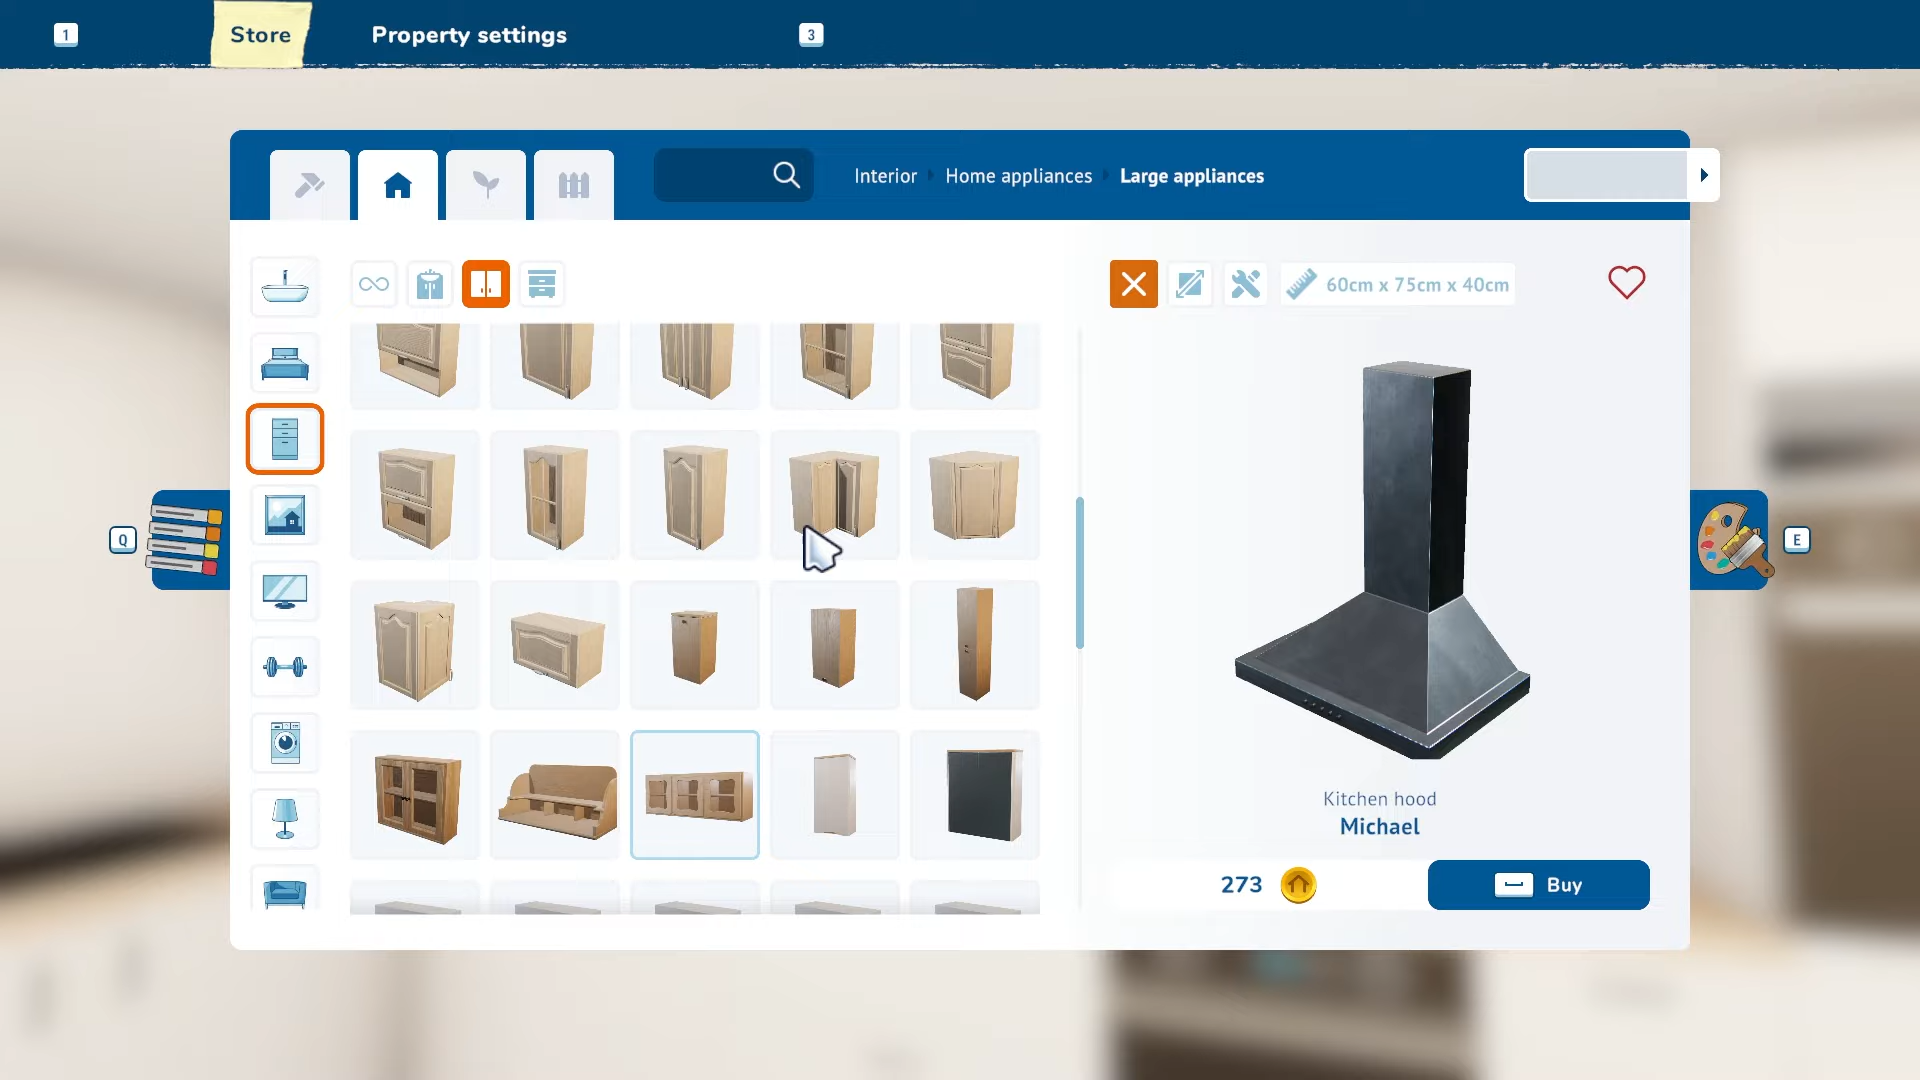 1
Store
Property settings
3
Interior
Home appliances
Large appliances
60cm x 75cm x 40cm
Q
E
Kitchen hood
Michael
273
Buy